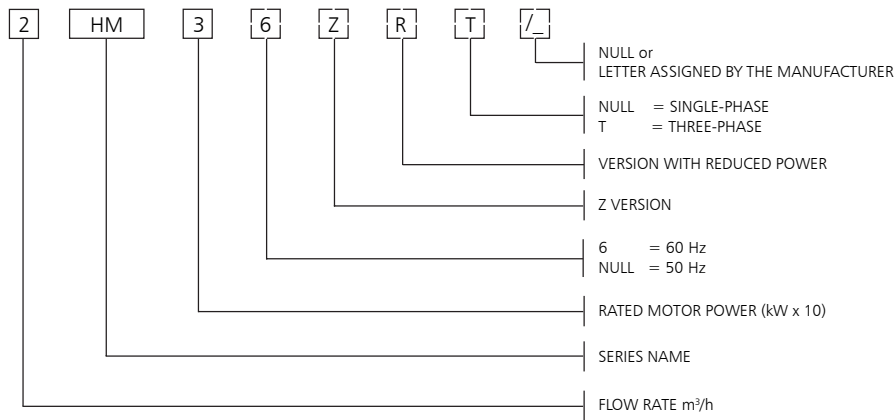 2 HM 3 6 Z R T /_
NULL or
LETTER ASSIGNED BY THE MANUFACTURER
NULL = SINGLE-PHASE
T = THREE-PHASE
VERSION WITH REDUCED POWER
Z VERSION
6 = 60 Hz
NULL = 50 Hz
RATED MOTOR POWER (kW x 10)
SERIES NAME
FLOW RATE m³/h